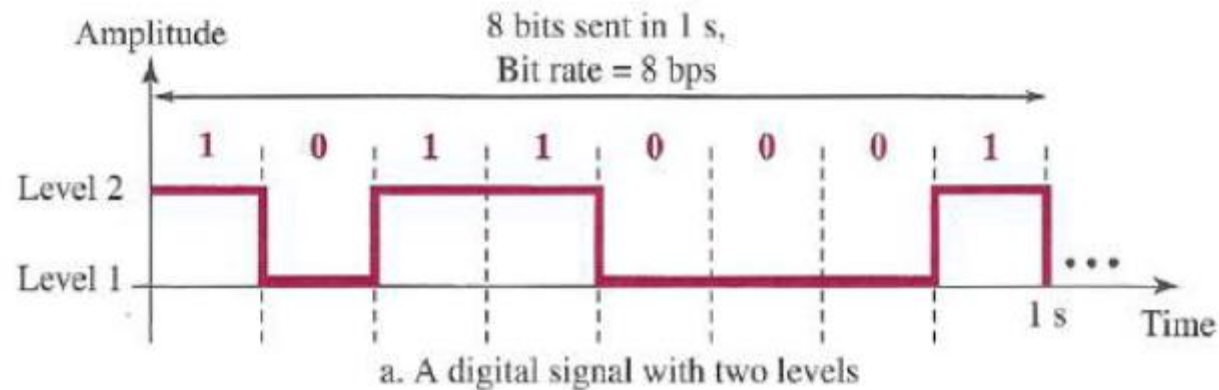 8 bits sent in 1 s,
Amplitude
Bit rate = 8 bps
1 0 1 1 0 0 0 1
Level 2
Level 1
...
1 s
Time
a. A digital signal with two levels